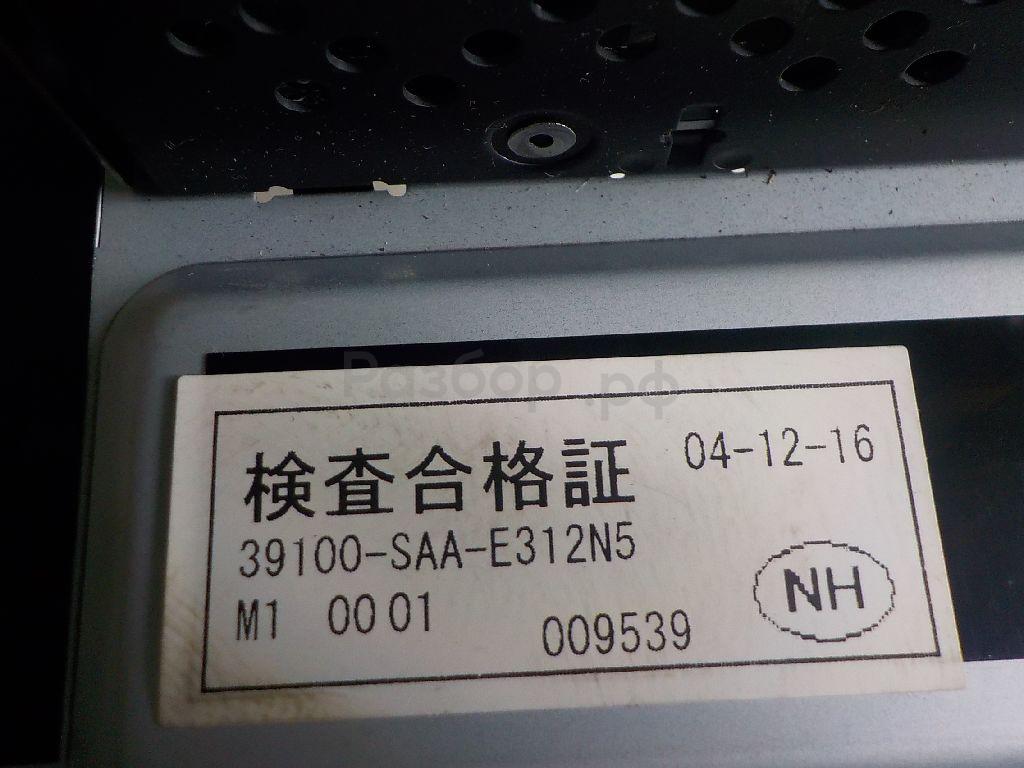 Разбор.рф
04-12-16
検査合格証
39100-SAA-E312N5
M1 0001
009539
NH